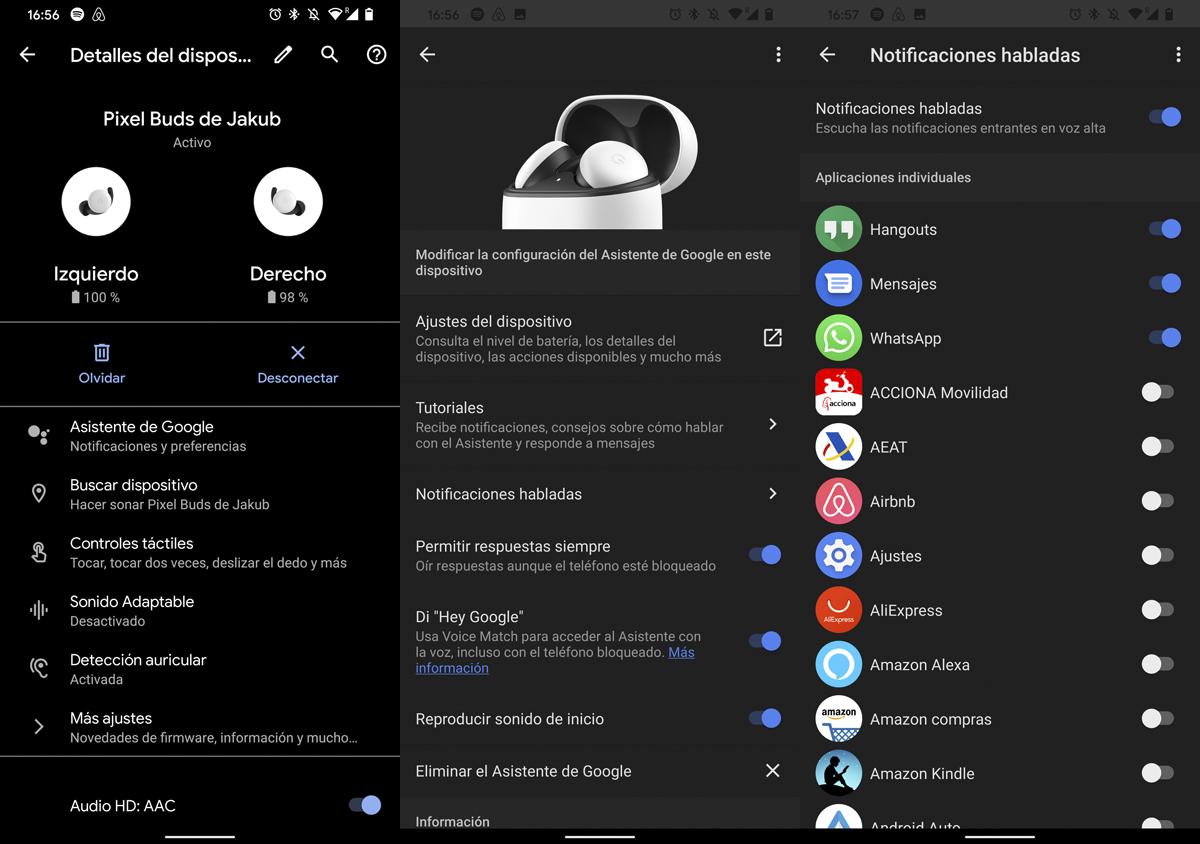 16:56
Detalles del dispos...
Pixel Buds de Jakub
Activo
Izquierdo
Derecho
100 %
98 %
Olvidar
Desconectar
Asistente de Google
Notificaciones y preferencias
Buscar dispositivo
Hacer sonar Pixel Buds de Jakub
Controles táctiles
Tocar, tocar dos veces, deslizar el dedo y más
Sonido Adaptable
Desactivado
Detección auricular
Activada
Más ajustes
Novedades de firmware, información y mucho...
Audio HD: AAC
16:56
Modificar la configuración del Asistente de Google en este
dispositivo
Ajustes del dispositivo
Consulta el nivel de batería, los detalles del
dispositivo, las acciones disponibles y mucho más
Tutoriales
Recibe notificaciones, consejos sobre cómo hablar
con el Asistente y responde a mensajes
Notificaciones habladas
Permitir respuestas siempre
Oír respuestas aunque el teléfono esté bloqueado
Di "Hey Google"
Usa Voice Match para acceder al Asistente con
la voz, incluso con el teléfono bloqueado. Más
información
Reproducir sonido de inicio
Eliminar el Asistente de Google
Información
16:57
Notificaciones habladas
Notificaciones habladas
Escucha las notificaciones entrantes en voz alta
Aplicaciones individuales
Hangouts
Mensajes
WhatsApp
acciona
ACCIONA Movilidad
AEAT
Airbnb
Ajustes
AliExpress
AliExpress
Amazon Alexa
amazon
Amazon compras
Amazon Kindle
Android Auto